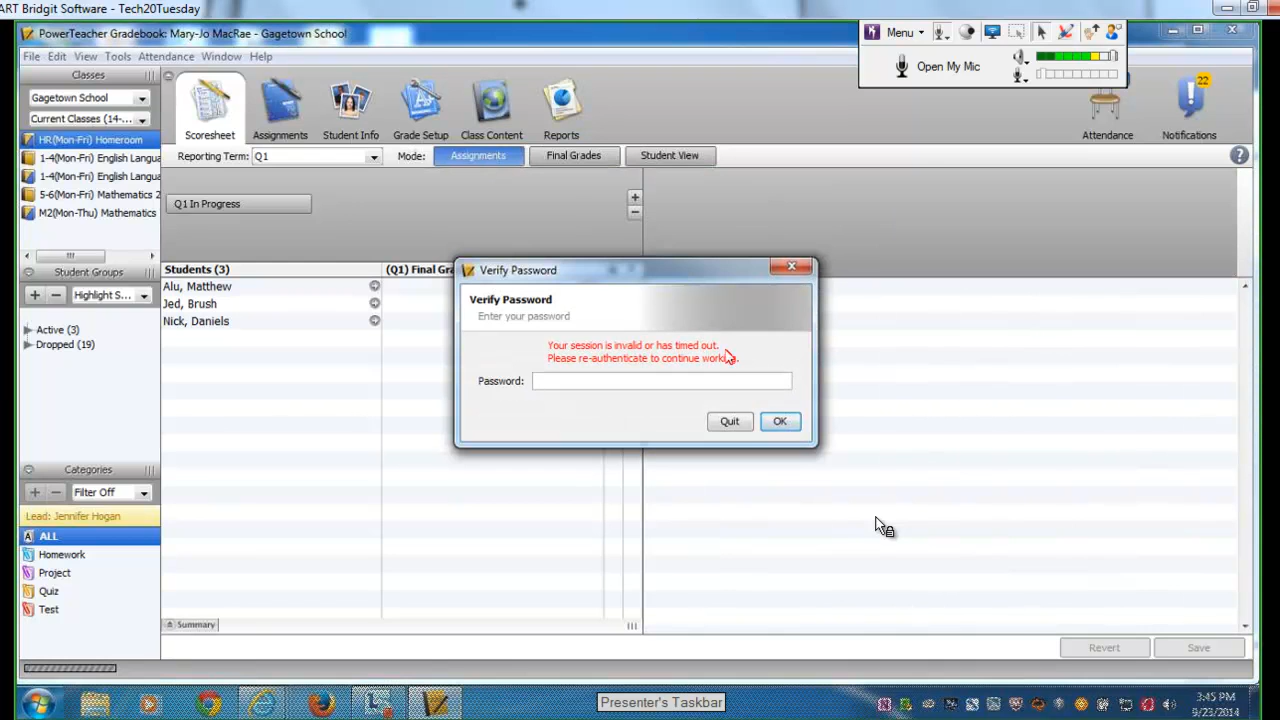 ART Bridgit Software - Tech20Tuesday
PowerTeacher Gradebook: Mary-Jo MacRae - Gagetown School
Menu
Open My Mic
File Edit View Tools Attendance Window Help
Classes
Gagetown School
Current Classes (14-...
HR(Mon-Fri) Homeroom
1-4(Mon-Fri) English Langua
1-4(Mon-Fri) English Langua
5-6(Mon-Fri) Mathematics 2
M2(Mon-Thu) Mathematics
Scoresheet
Assignments
Student Info
Grade Setup
Class Content
Reports
Attendance
22
Notifications
Reporting Term: Q1
Mode: Assignments Final Grades Student View
?
Q1 In Progress
+
−
Students (3)
(Q1) Final Gra
Alu, Matthew
Jed, Brush
Nick, Daniels
Student Groups
+ − Highlight S...
Active (3)
Dropped (19)
Verify Password
Verify Password
Enter your password
Your session is invalid or has timed out.
Please re-authenticate to continue working.
Password:
Quit OK
Categories
+ − Filter Off
Lead: Jennifer Hogan
ALL
Homework
Project
Quiz
Test
Summary
Revert Save
Presenter's Taskbar
3:45 PM
9/23/2014